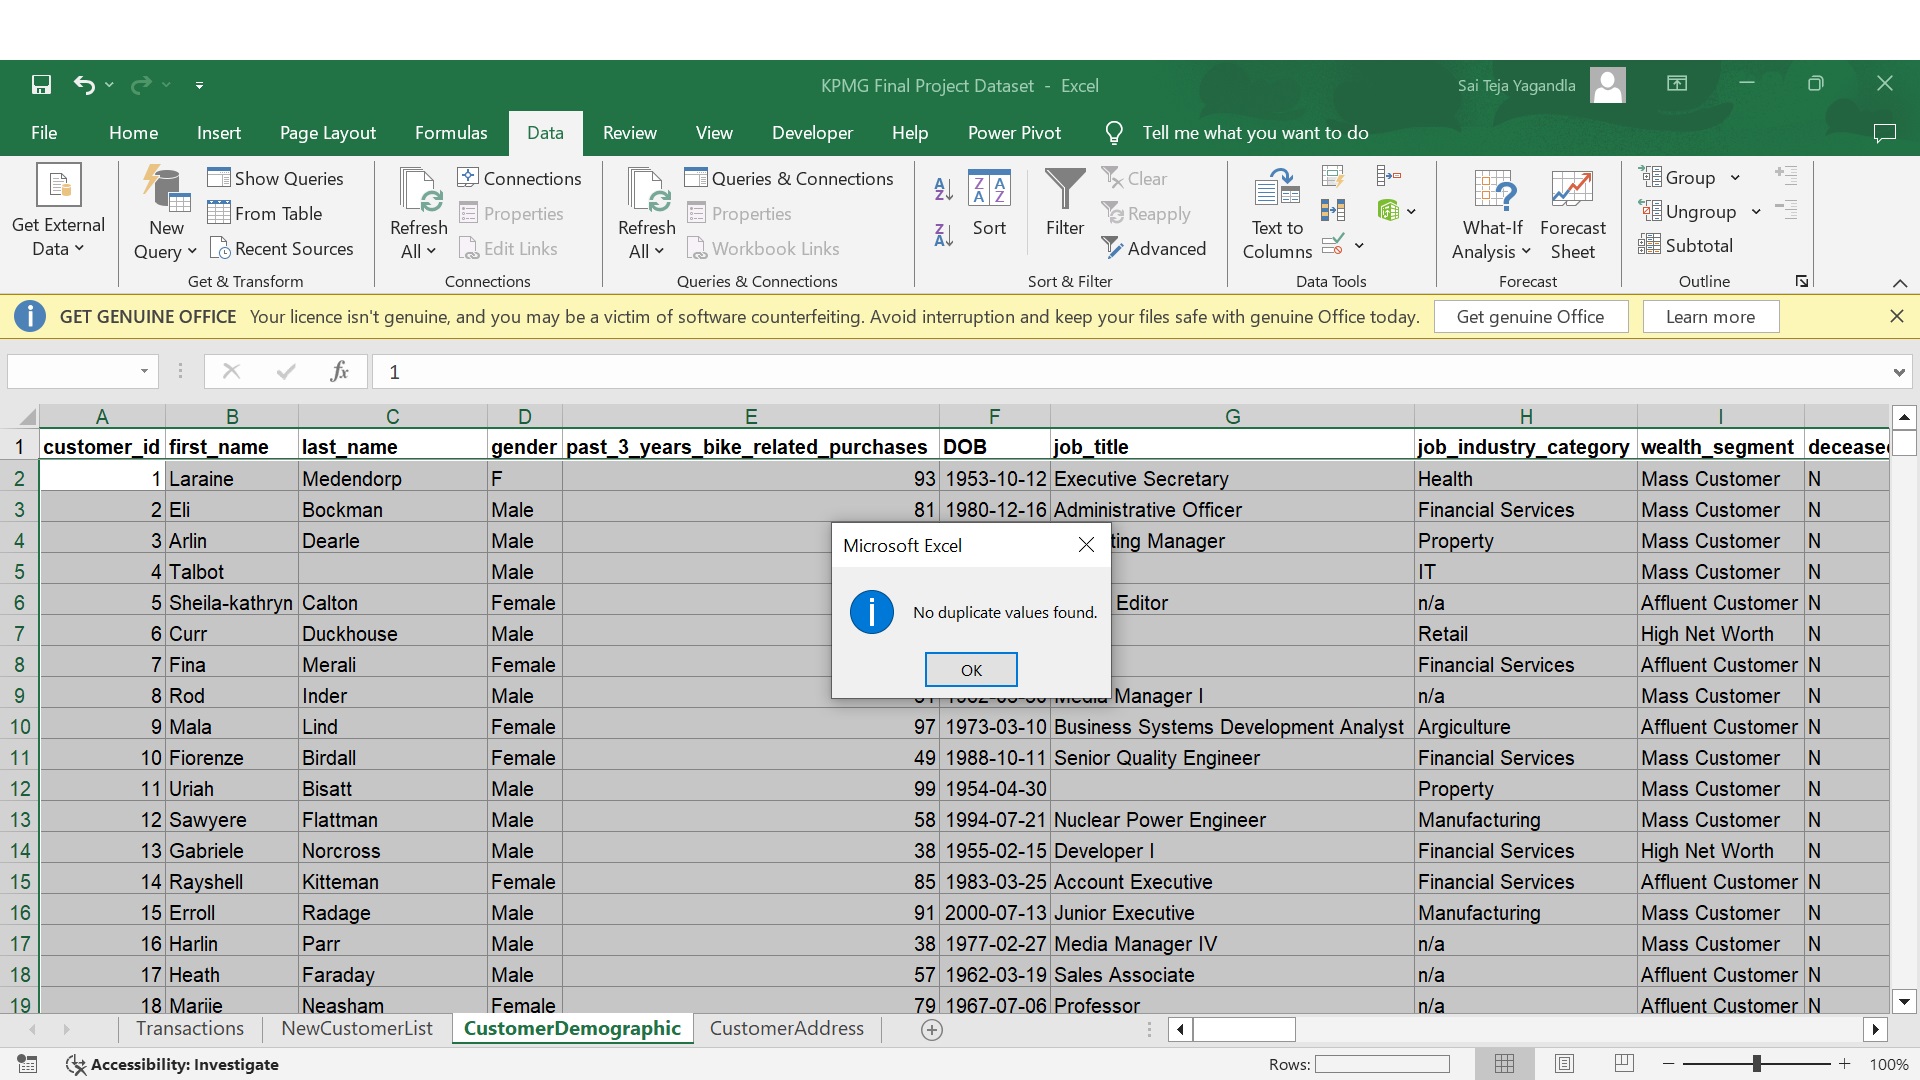 KPMG Final Project Dataset - Excel
Sai Teja Yagandla
File Home Insert Page Layout Formulas Data Review View Developer Help Power Pivot Tell me what you want to do
Get External Data
New Query
Show Queries
From Table
Recent Sources
Get & Transform
Refresh All
Connections
Properties
Edit Links
Connections
Refresh All
Queries & Connections
Properties
Workbook Links
Queries & Connections
Sort
Filter
Clear
Reapply
Advanced
Sort & Filter
Text to Columns
Data Tools
What-If Analysis
Forecast Sheet
Forecast
Group
Ungroup
Subtotal
Outline
GET GENUINE OFFICE Your licence isn't genuine, and you may be a victim of software counterfeiting. Avoid interruption and keep your files safe with genuine Office today. Get genuine Office Learn more
fx 1
A B C D E F G H I
1 customer_id first_name last_name gender past_3_years_bike_related_purchases DOB job_title job_industry_category wealth_segment
2 1 Laraine Medendorp F 93 1953-10-12 Executive Secretary Health Mass Customer N
3 2 Eli Bockman Male 81 1980-12-16 Administrative Officer Financial Services Mass Customer N
4 3 Arlin Dearle Male Manager Property Mass Customer N
5 4 Talbot Male IT Mass Customer N
6 5 Sheila-kathryn Calton Female Editor n/a Affluent Customer N
7 6 Curr Duckhouse Male Retail High Net Worth N
8 7 Fina Merali Female Financial Services Affluent Customer N
9 8 Rod Inder Male Manager I n/a Mass Customer N
10 9 Mala Lind Female 97 1973-03-10 Business Systems Development Analyst Argiculture Affluent Customer N
11 10 Fiorenze Birdall Female 49 1988-10-11 Senior Quality Engineer Financial Services Mass Customer N
12 11 Uriah Bisatt Male 99 1954-04-30 Property Mass Customer N
13 12 Sawyere Flattman Male 58 1994-07-21 Nuclear Power Engineer Manufacturing Mass Customer N
14 13 Gabriele Norcross Male 38 1955-02-15 Developer I Financial Services High Net Worth N
15 14 Rayshell Kitteman Female 85 1983-03-25 Account Executive Financial Services Affluent Customer N
16 15 Erroll Radage Male 91 2000-07-13 Junior Executive Manufacturing Mass Customer N
17 16 Harlin Parr Male 38 1977-02-27 Media Manager IV n/a Mass Customer N
18 17 Heath Faraday Male 57 1962-03-19 Sales Associate n/a Affluent Customer N
19 18 Marjie Neasham Female 79 1967-07-06 Professor n/a Affluent Customer N
Microsoft Excel
No duplicate values found.
OK
Transactions NewCustomerList CustomerDemographic CustomerAddress
Accessibility: Investigate
Rows:
100%